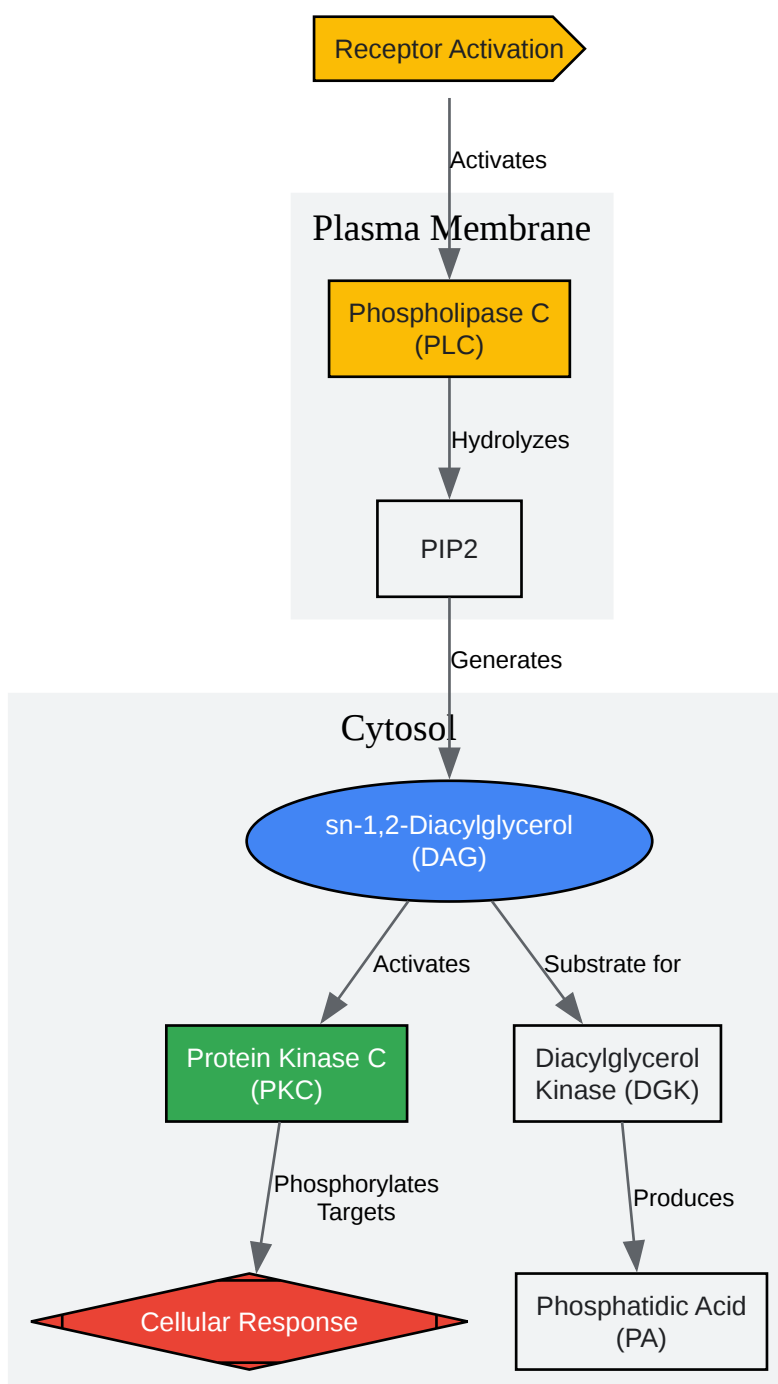 Receptor Activation
Activates
Plasma Membrane
Phospholipase C
(PLC)
Hydrolyzes
PIP2
Generates
Cytosol
sn-1,2-Diacylglycerol
(DAG)
Activates
Substrate for
Protein Kinase C
(PKC)
Diacylglycerol
Kinase (DGK)
Phosphorylates
Targets
Produces
Cellular Response
Phosphatidic Acid
(PA)